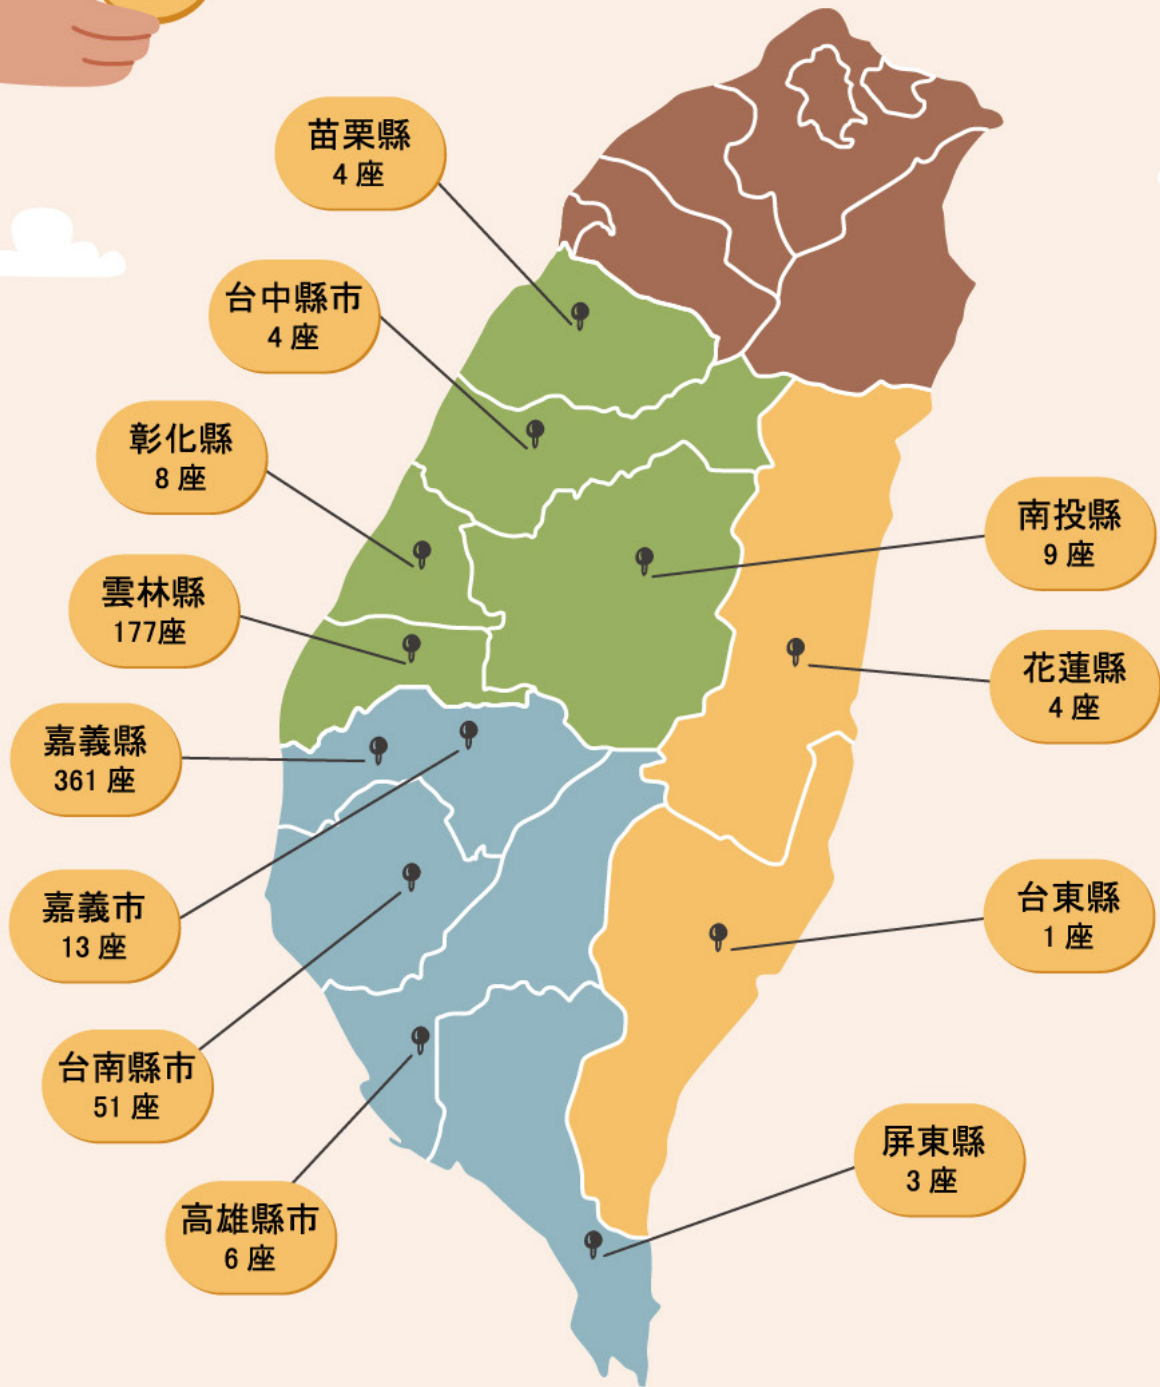 苗栗縣
4 座
台中縣市
4 座
彰化縣
8 座
南投縣
9 座
雲林縣
177座
花蓮縣
4 座
嘉義縣
361 座
嘉義市
13 座
台東縣
1 座
台南縣市
51 座
屏東縣
3 座
高雄縣市
6 座